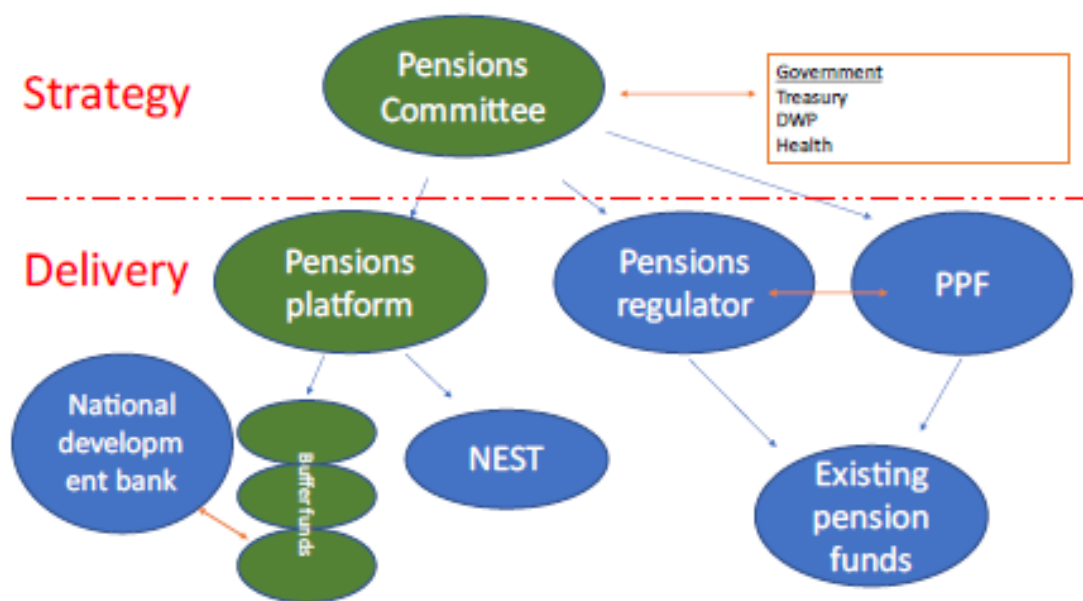 Strategy
Pensions
Committee
Government
Treasury
DWP
Health
Delivery
Pensions
platform
Pensions
regulator
PPF
National
developm
ent bank
Buffer funds
NEST
Existing
pension
funds